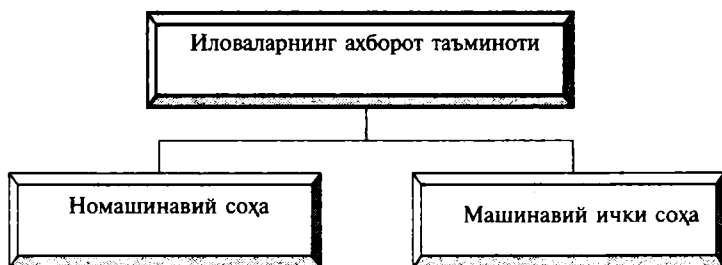 Иловаларнинг ахборот таъминоти
Номашинавий соҳа
Машинавий ички соҳа